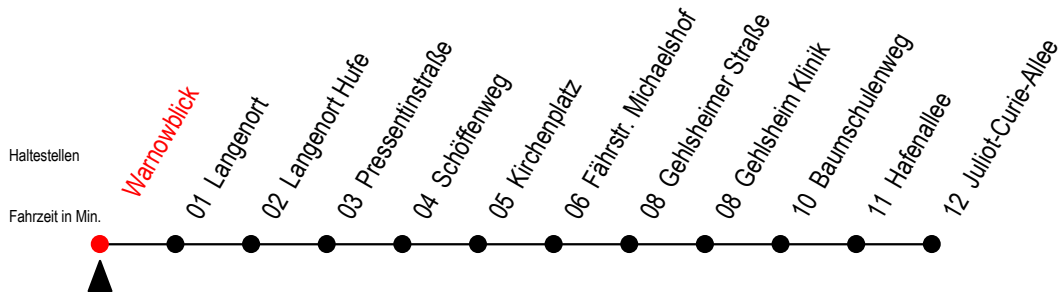 Haltestellen
Fahrzeit in Min.
Warnowblick
01 Langenort
02 Langenort Hufe
03 Pressentinstraße
04 Schöffenweg
05 Kirchenplatz
06 Fährstr. Michaelshof
08 Gehlsheimer Straße
08 Gehlsheim Klinik
10 Baumschulenweg
11 Hafenallee
12 Juliot-Curie-Allee